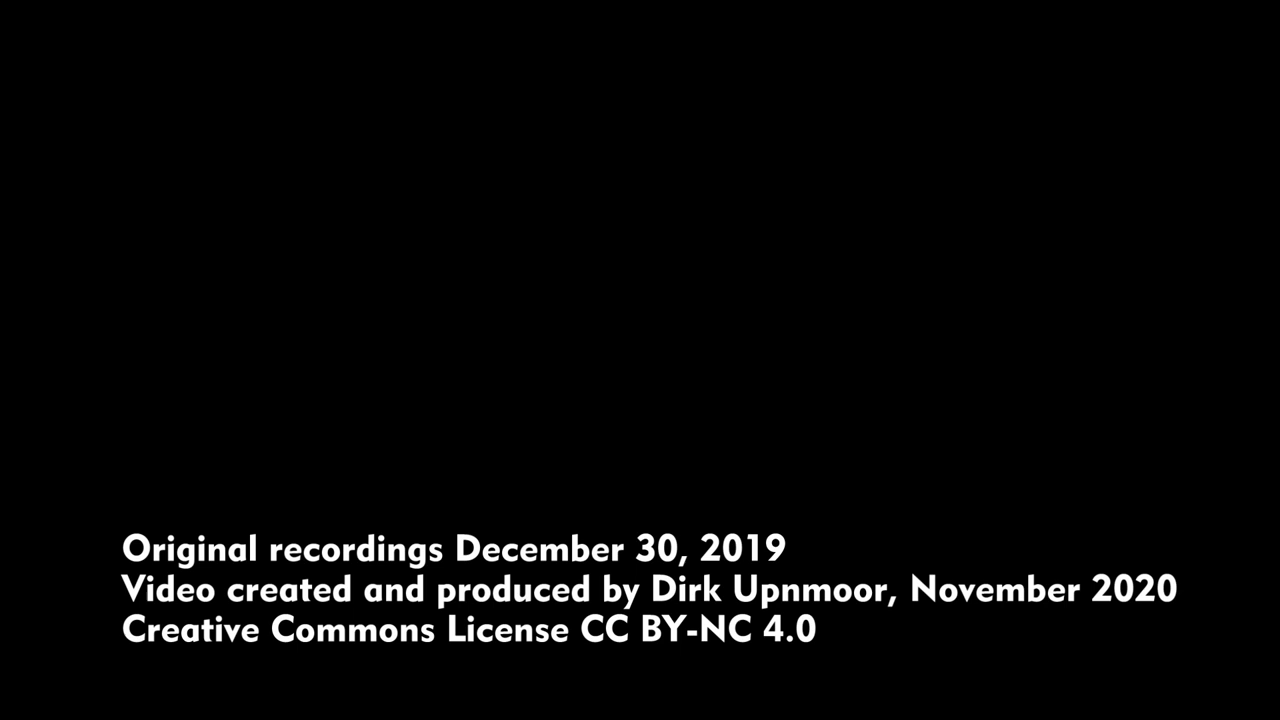 Original recordings December 30, 2019
Video created and produced by Dirk Upnmoor, November 2020
Creative Commons License CC BY-NC 4.0